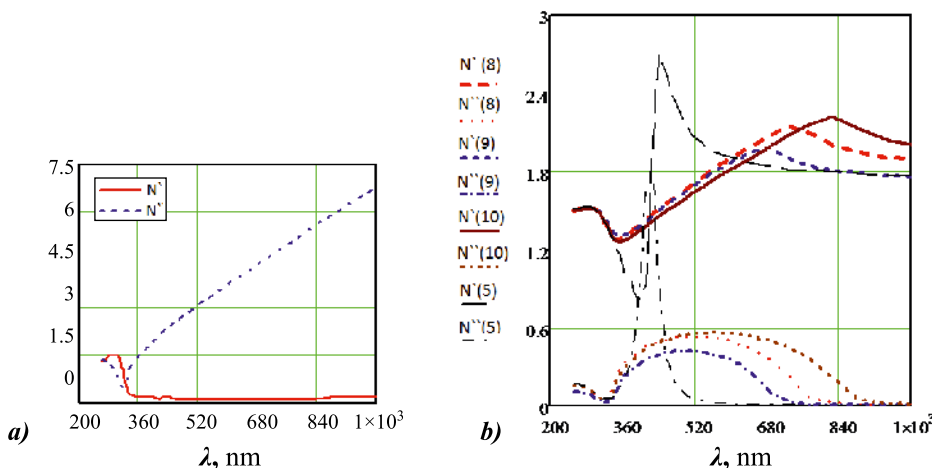 7.5
6
4.5
3
1.5
0
N`
N``
200 360 520 680 840 1×10³
a)
λ, nm
3
2.4
1.8
1.2
0.6
0
N`(8)
N``(8)
N`(9)
N``(9)
N`(10)
N``(10)
N`(5)
N``(5)
200 360 520 680 840 1×10³
b)
λ, nm